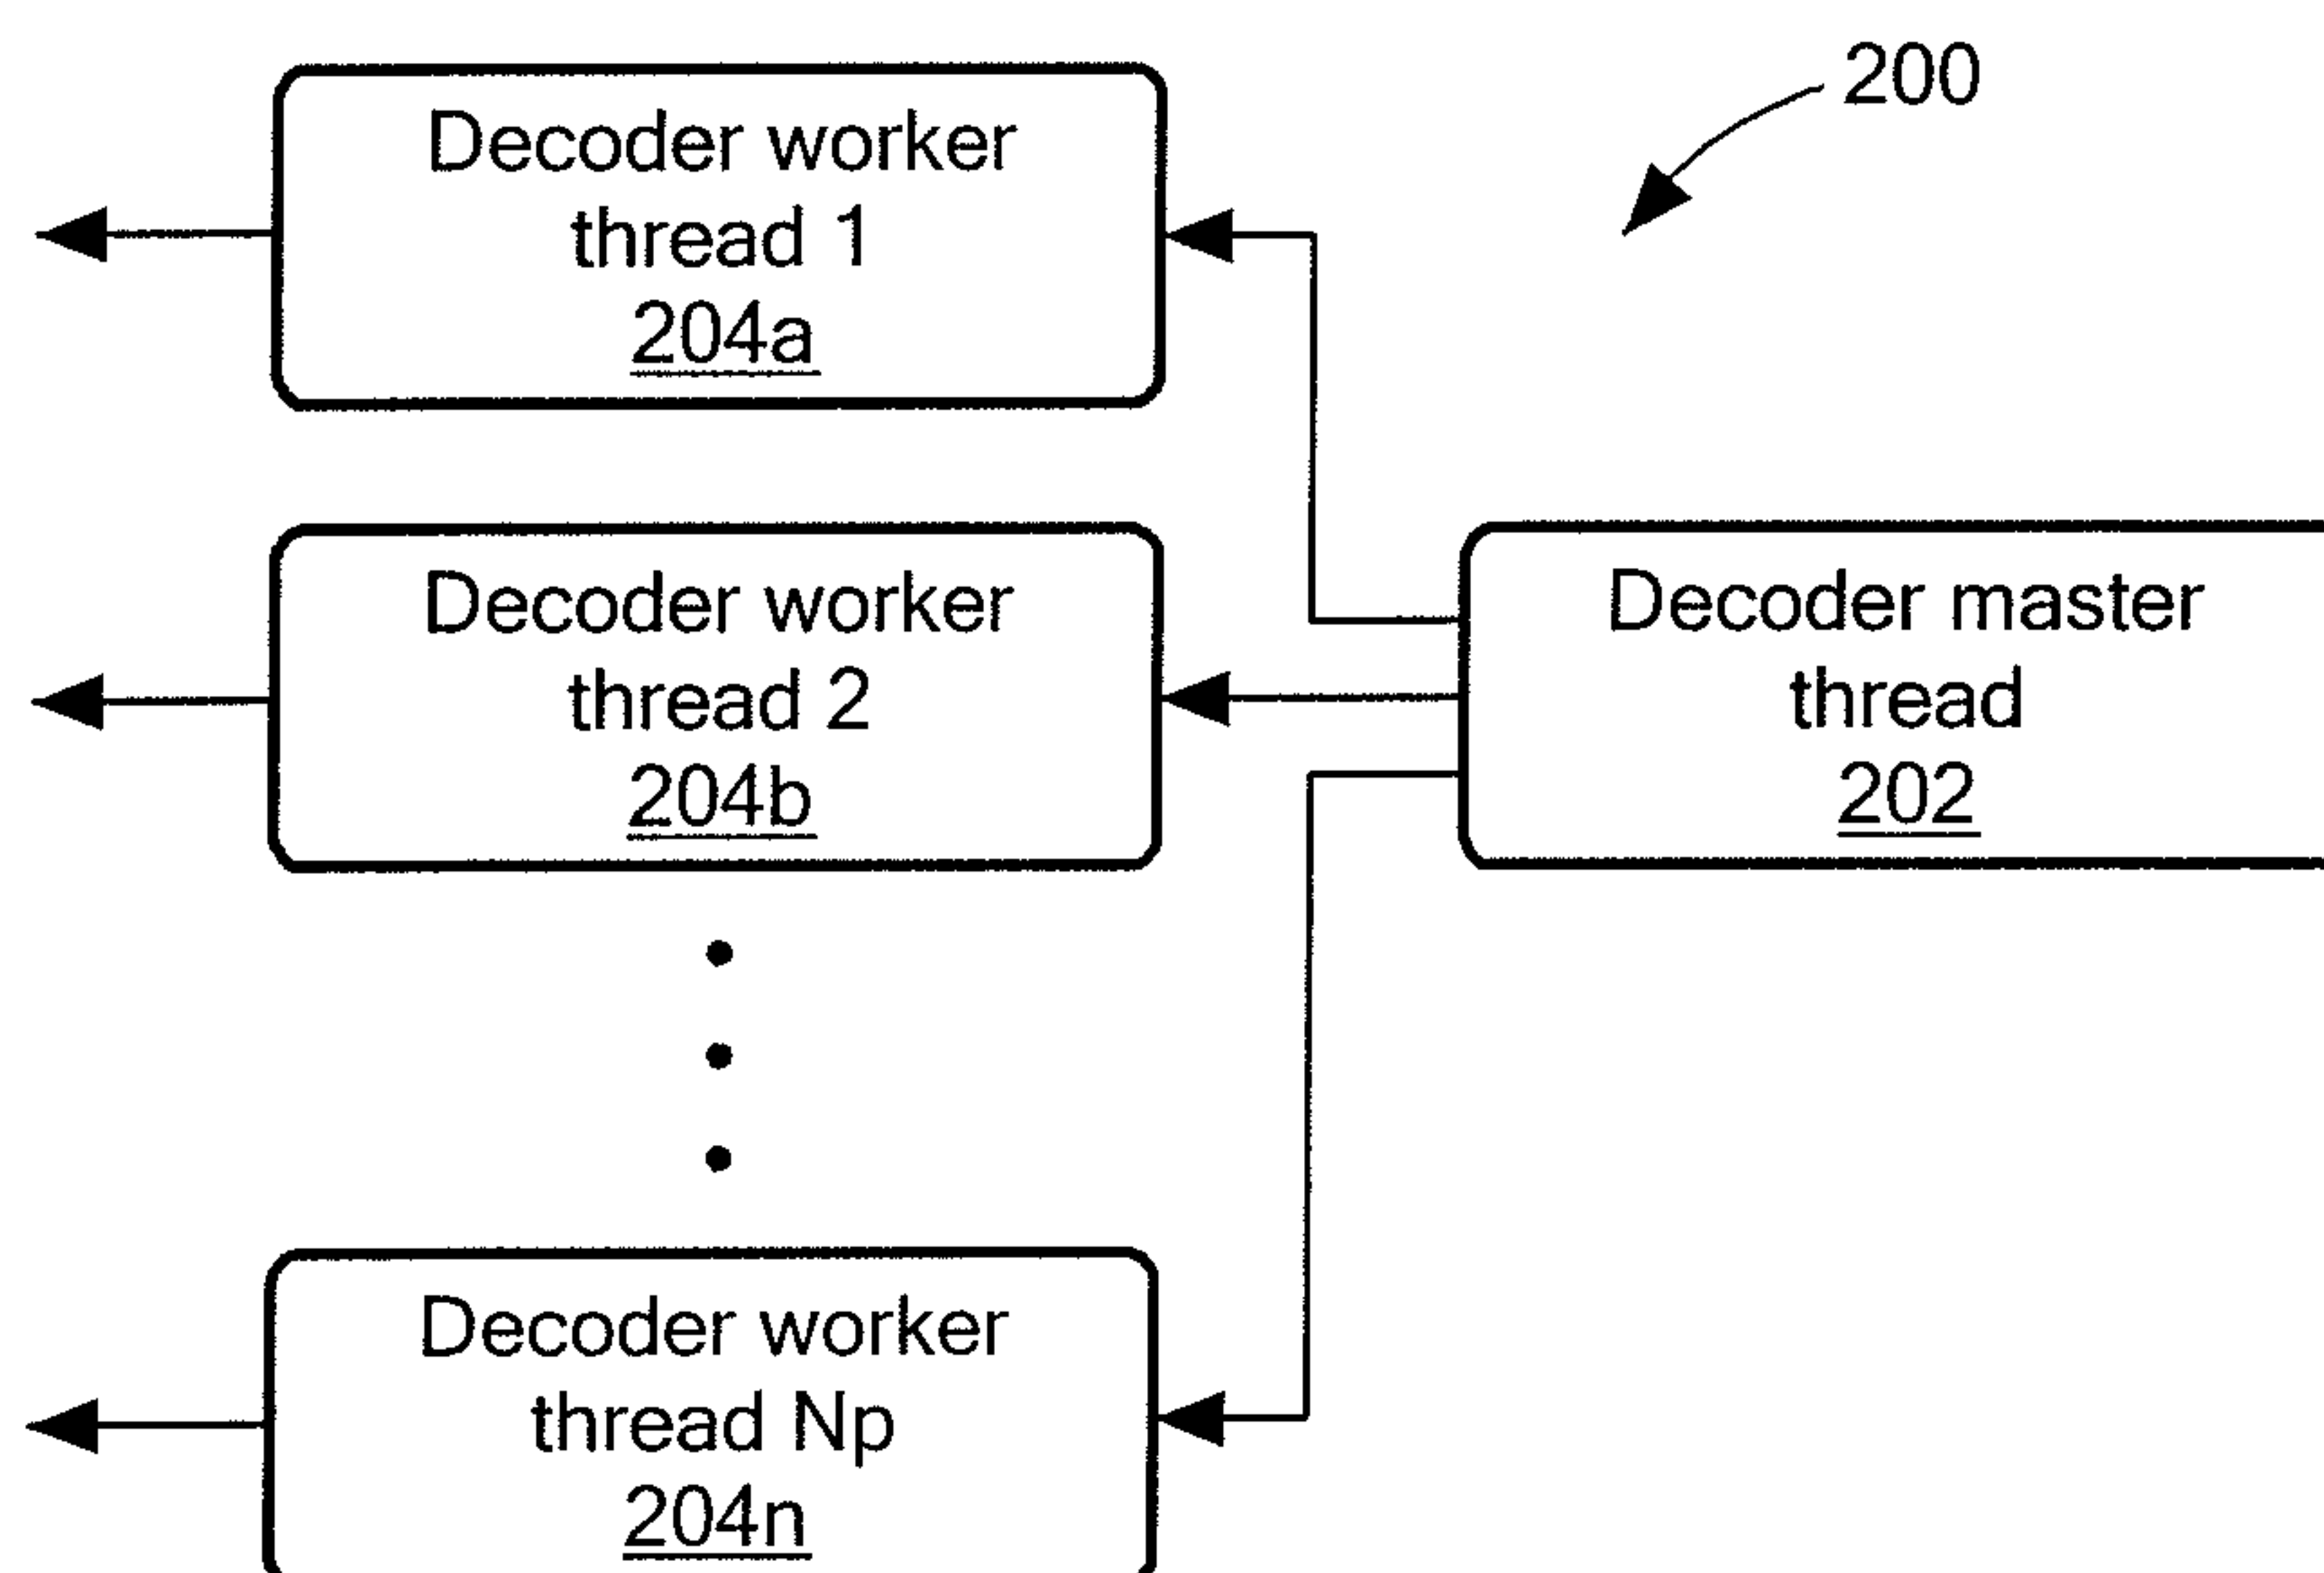 200
Decoder worker
thread 1
204a
Decoder worker
thread 2
204b
Decoder master
thread
202
Decoder worker
thread Np
204n